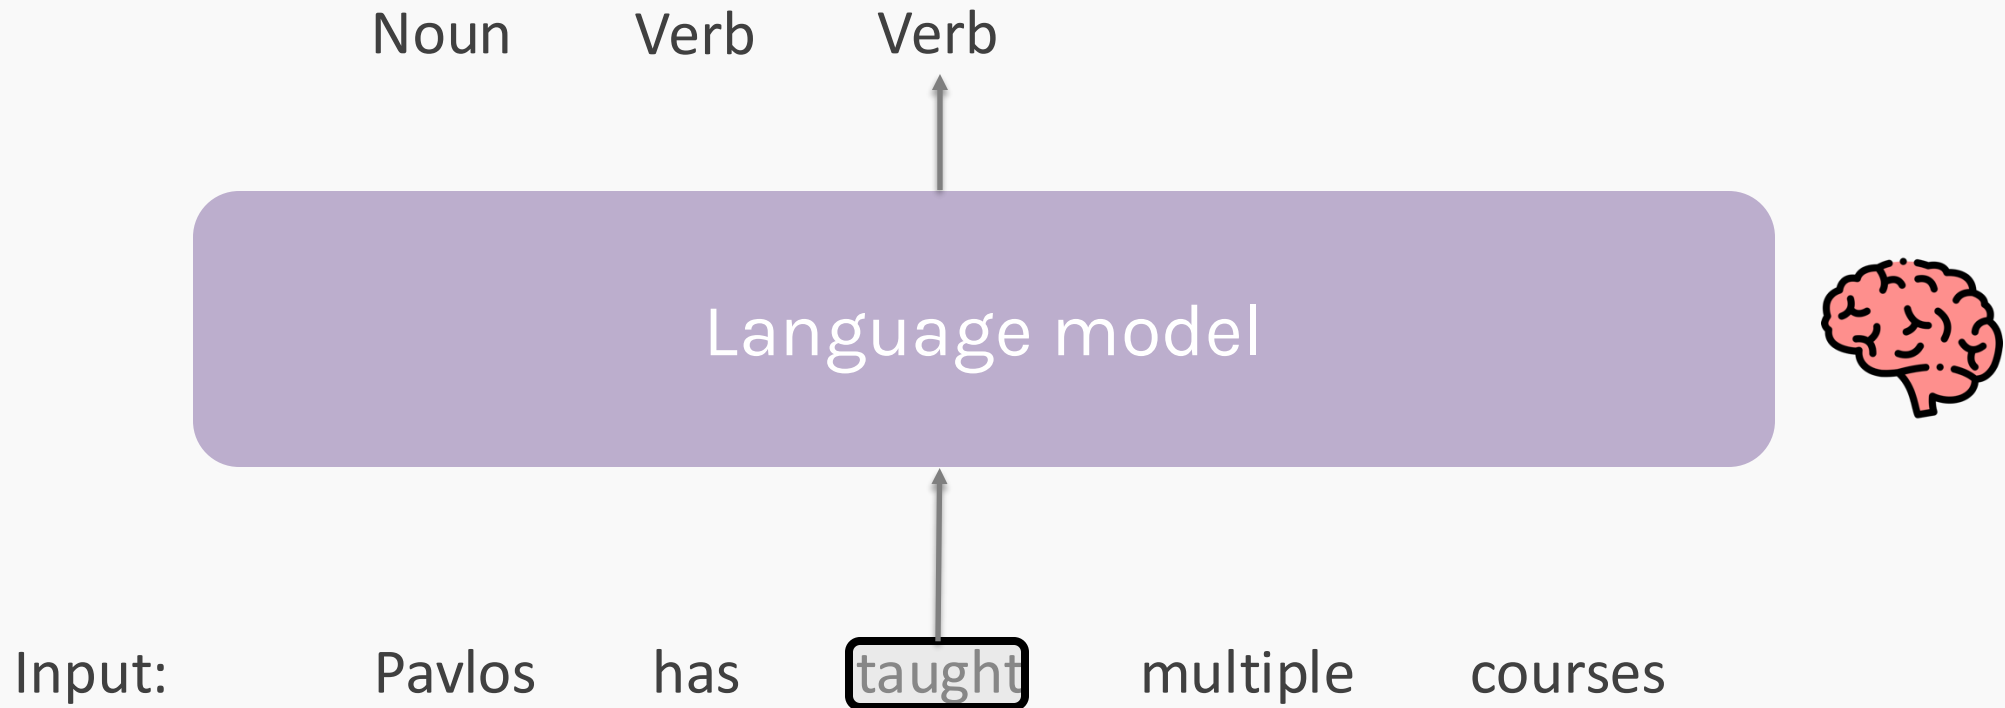 Noun Verb Verb
Language model
Input: Pavlos has taught multiple courses